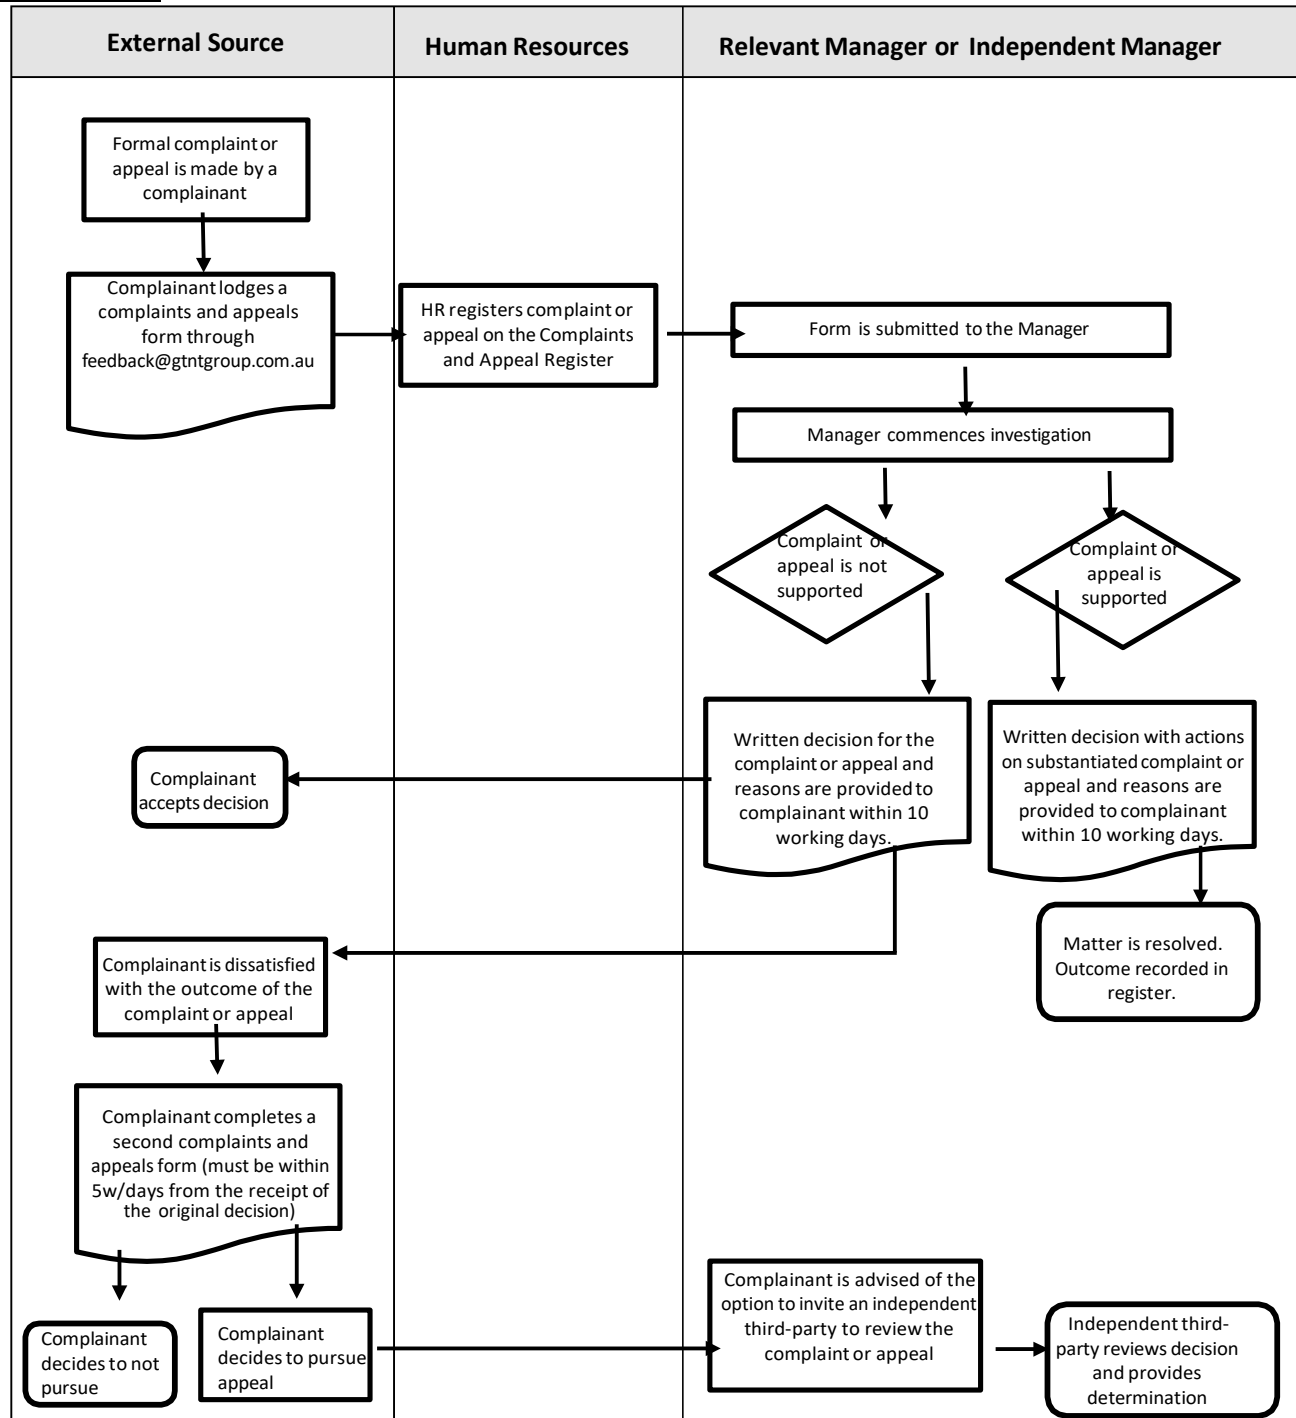 External Source
Human Resources
Relevant Manager or Independent Manager
Formal complaint or
appeal is made by a
complainant
Complainant lodges a
complaints and appeals
form through
feedback@gtntgroup.com.au
HR registers complaint or
appeal on the Complaints
and Appeal Register
Form is submitted to the Manager
Manager commences investigation
Complaint or
appeal is not
supported
Complaint or
appeal is
supported
Written decision for the
complaint or appeal and
reasons are provided to
complainant within 10
working days.
Written decision with actions
on substantiated complaint or
appeal and reasons are
provided to complainant
within 10 working days.
Complainant
accepts decision
Matter is resolved.
Outcome recorded in
register.
Complainant is dissatisfied
with the outcome of the
complaint or appeal
Complainant completes a
second complaints and
appeals form (must be within
5w/days from the receipt of
the original decision)
Complainant
decides to not
pursue
Complainant
decides to pursue
appeal
Complainant is advised of the
option to invite an independent
third-party to review the
complaint or appeal
Independent third-
party reviews decision
and provides
determination